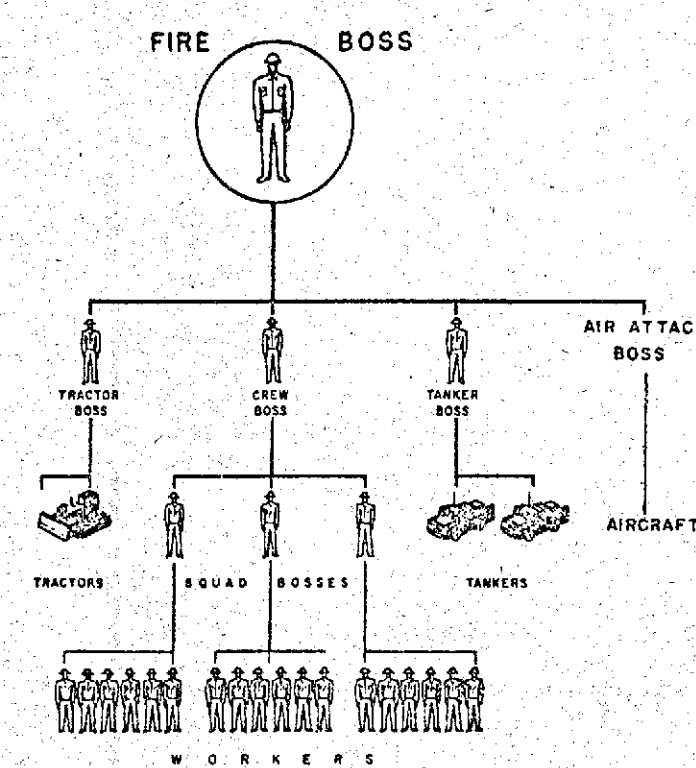 FIRE BOSS
AIR ATTAC
BOSS
TRACTOR
BOSS
CREW
BOSS
TANKER
BOSS
AIRCRAFT
TRACTORS
SQUAD BOSSES
TANKERS
WORKERS